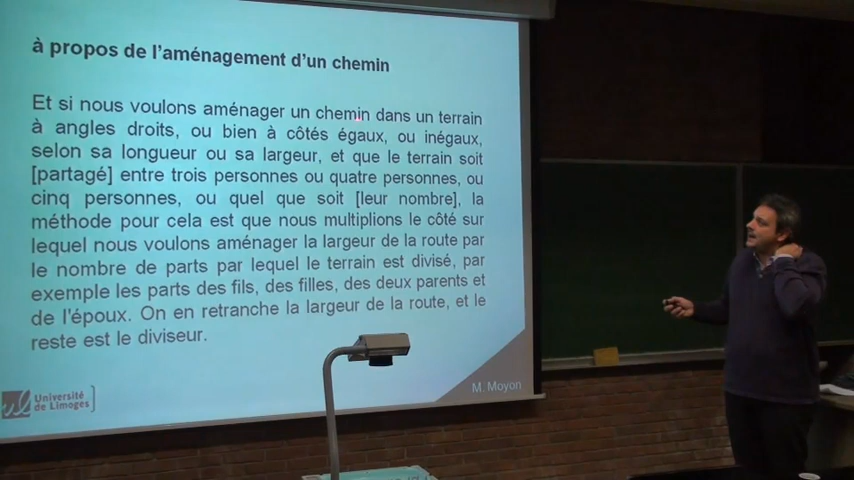 à propos de l'aménagement d'un chemin
Et si nous voulons aménager un chemin dans un terrain
à angles droits, ou bien à côtés égaux, ou inégaux,
selon sa longueur ou sa largeur, et que le terrain soit
[partagé] entre trois personnes ou quatre personnes, ou
cinq personnes, ou quel que soit [leur nombre], la
méthode pour cela est que nous multiplions le côté sur
lequel nous voulons aménager la largeur de la route par
le nombre de parts par lequel le terrain est divisé, par
exemple les parts des fils, des filles, des deux parents et
de l'époux. On en retranche la largeur de la route, et le
reste est le diviseur.
M. Moyon
ul Université
de Limoges